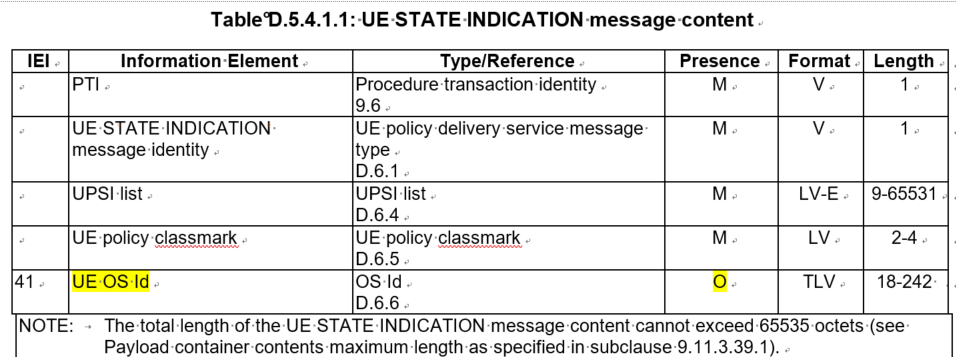 Table D.5.4.1.1: UE STATE INDICATION message content
IEI Information Element Type/Reference Presence Format Length
PTI Procedure transaction identity M V 1
9.6
UE STATE INDICATION UE policy delivery service message M V 1
message identity type
D.6.1
UPSI list UPSI list M LV-E 9-65531
D.6.4
UE policy classmark UE policy classmark M LV 2-4
D.6.5
41 UE OS Id OS Id O TLV 18-242
D.6.6
NOTE: The total length of the UE STATE INDICATION message content cannot exceed 65535 octets (see
Payload container contents maximum length as specified in subclause 9.11.3.39.1).